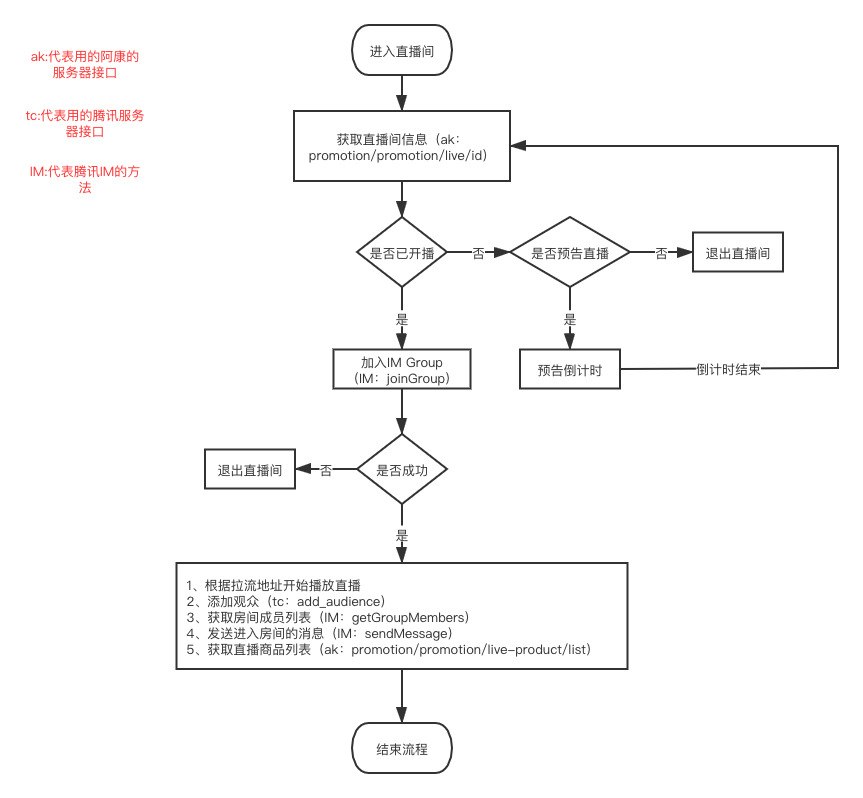 进入直播间
ak:代表用的阿康的
服务器接口
tc:代表用的腾讯服务
器接口
IM:代表腾讯IM的方
法
获取直播间信息（ak：
promotion/promotion/live/id）
是否已开播
否
是否预告直播
否
退出直播间
是
是
加入IM Group
（IM：joinGroup）
预告倒计时
倒计时结束
退出直播间
否
是否成功
是
1、根据拉流地址开始播放直播
2、添加观众（tc：add_audience）
3、获取房间成员列表（IM：getGroupMembers）
4、发送进入房间的消息（IM：sendMessage）
5、获取直播商品列表（ak：promotion/promotion/live-product/list）
结束流程